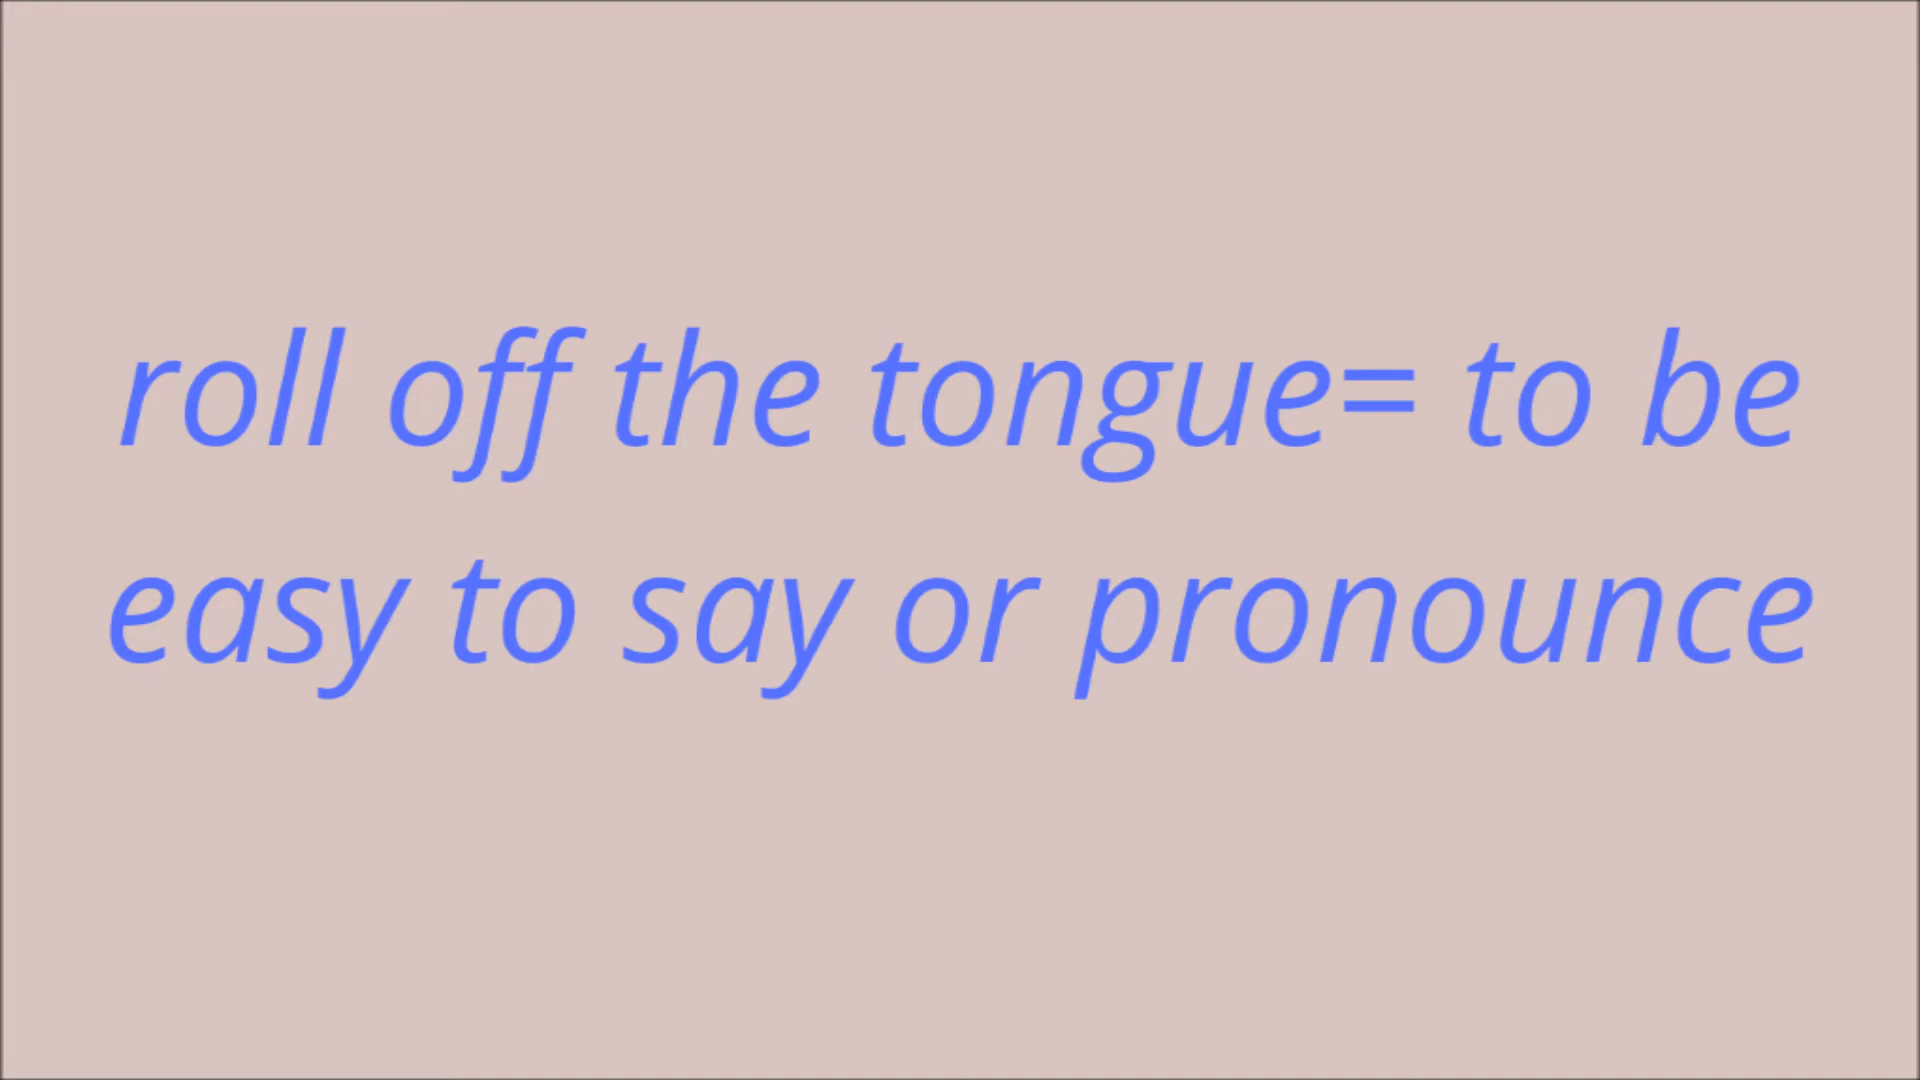 roll off the tongue= to be
easy to say or pronounce